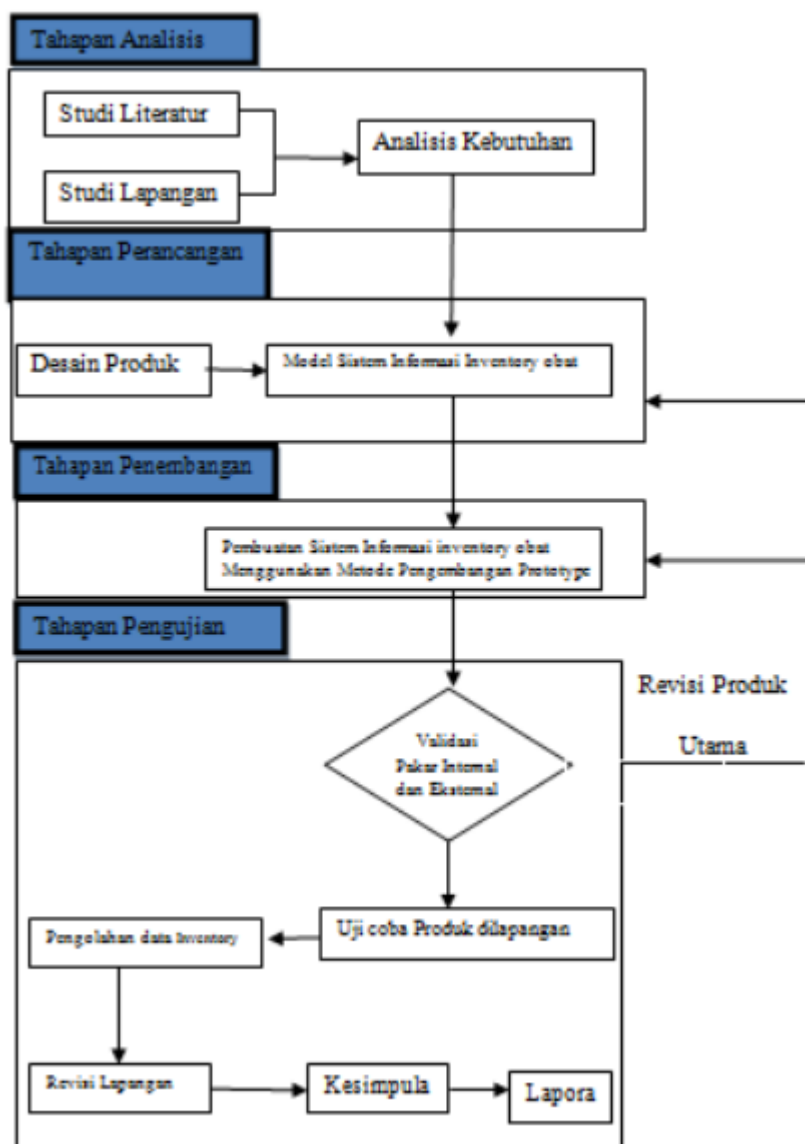 Tahapan Analisis
Studi Literatur
Analisis Kebutuhan
Studi Lapangan
Tahapan Perancangan
Desain Produk
Model Sistem Informasi Inventory obat
Tahapan Penembangan
Pembuatan Sistem Informasi inventory obat
Menggunakan Metode Pengembangan Prototype
Tahapan Pengujian
Revisi Produk
Utama
Validasi
Pakar Internal
dan Eksternal
Uji coba Produk dilapangan
Pengolahan data Inventory
Revisi Lapangan
Kesimpula
Lapora